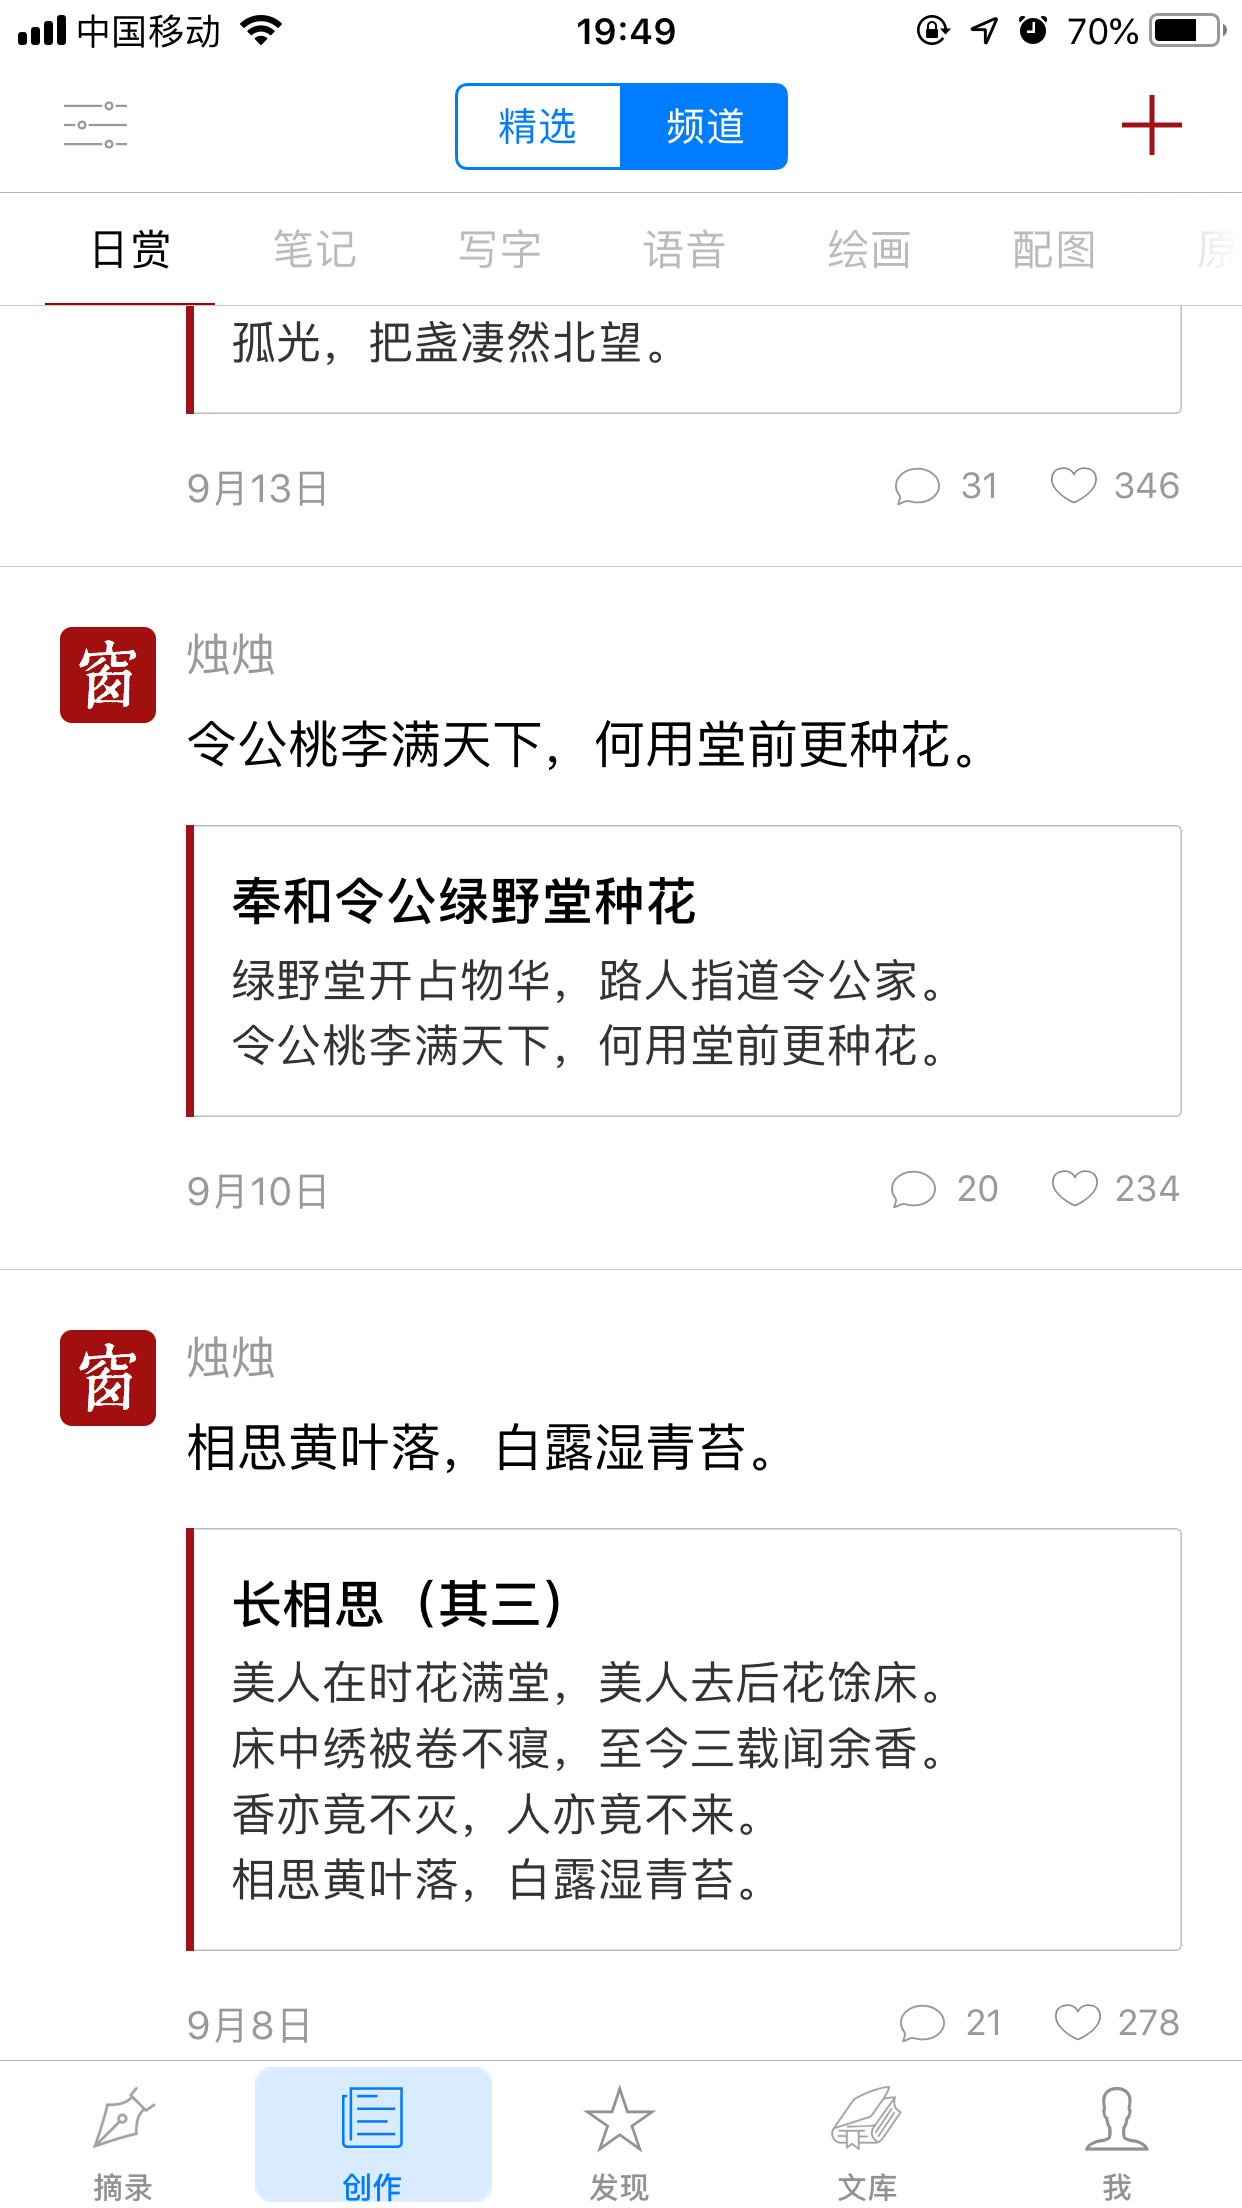 中国移动 19:49 70%
精选 频道
日赏 笔记 写字 语音 绘画 配图 原
孤光，把盏凄然北望。
9月13日 31 346
窗 烛烛
令公桃李满天下，何用堂前更种花。
奉和令公绿野堂种花
绿野堂开占物华，路人指道令公家。
令公桃李满天下，何用堂前更种花。
9月10日 20 234
窗 烛烛
相思黄叶落，白露湿青苔。
长相思（其三）
美人在时花满堂，美人去后花馀床。
床中绣被卷不寝，至今三载闻余香。
香亦竟不灭，人亦竟不来。
相思黄叶落，白露湿青苔。
9月8日 21 278
摘录 创作 发现 文库 我